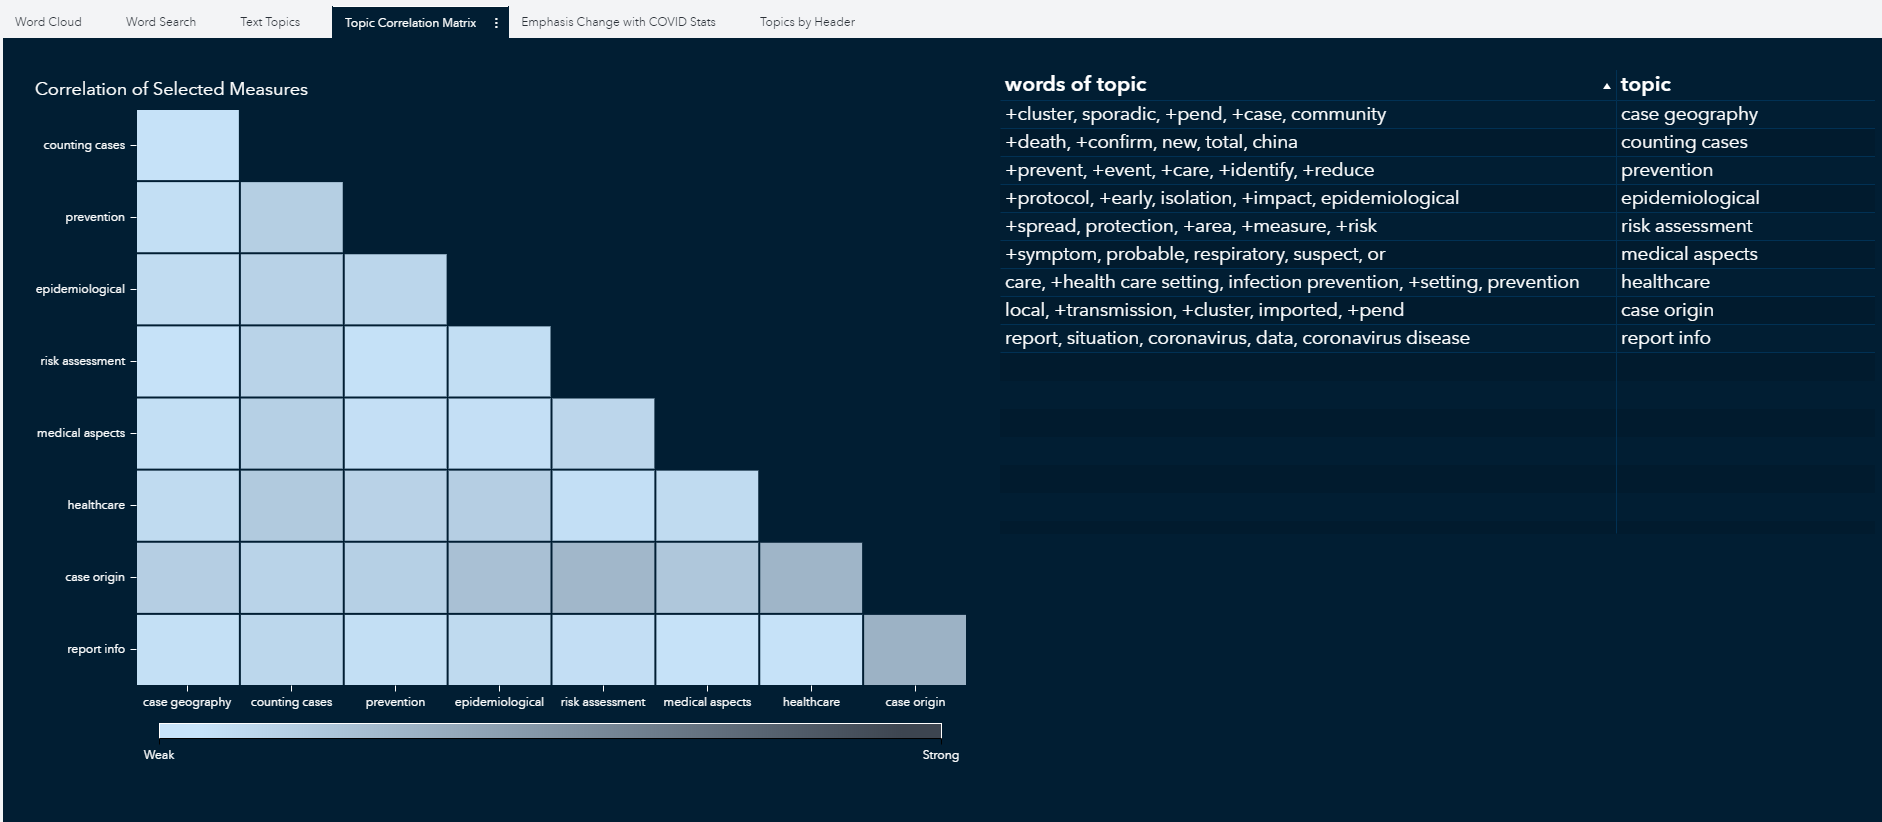 Word Cloud
Word Search
Text Topics
Topic Correlation Matrix
Emphasis Change with COVID Stats
Topics by Header
Correlation of Selected Measures
counting cases
prevention
epidemiological
risk assessment
medical aspects
healthcare
case origin
report info
case geography
counting cases
prevention
epidemiological
risk assessment
medical aspects
healthcare
case origin
Weak
Strong
words of topic ▲ topic
+cluster, sporadic, +pend, +case, community case geography
+death, +confirm, new, total, china counting cases
+prevent, +event, +care, +identify, +reduce prevention
+protocol, +early, isolation, +impact, epidemiological epidemiological
+spread, protection, +area, +measure, +risk risk assessment
+symptom, probable, respiratory, suspect, or medical aspects
care, +health care setting, infection prevention, +setting, prevention healthcare
local, +transmission, +cluster, imported, +pend case origin
report, situation, coronavirus, data, coronavirus disease report info